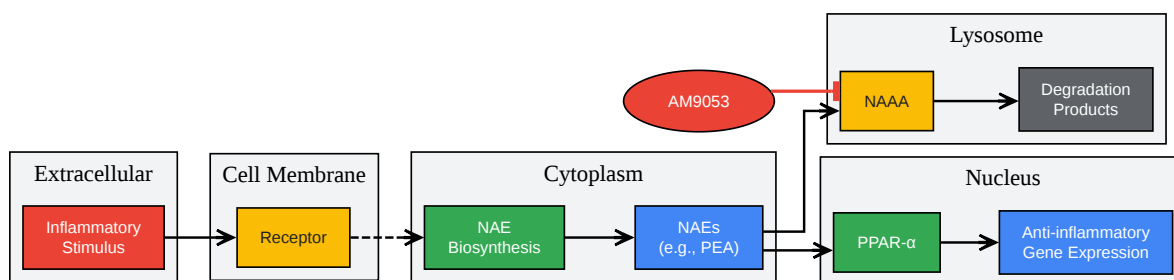 Lysosome
AM9053
NAAA
Degradation
Products
Extracellular
Cell Membrane
Cytoplasm
Nucleus
Inflammatory
Stimulus
Receptor
NAE
Biosynthesis
NAEs
(e.g., PEA)
PPAR-α
Anti-inflammatory
Gene Expression